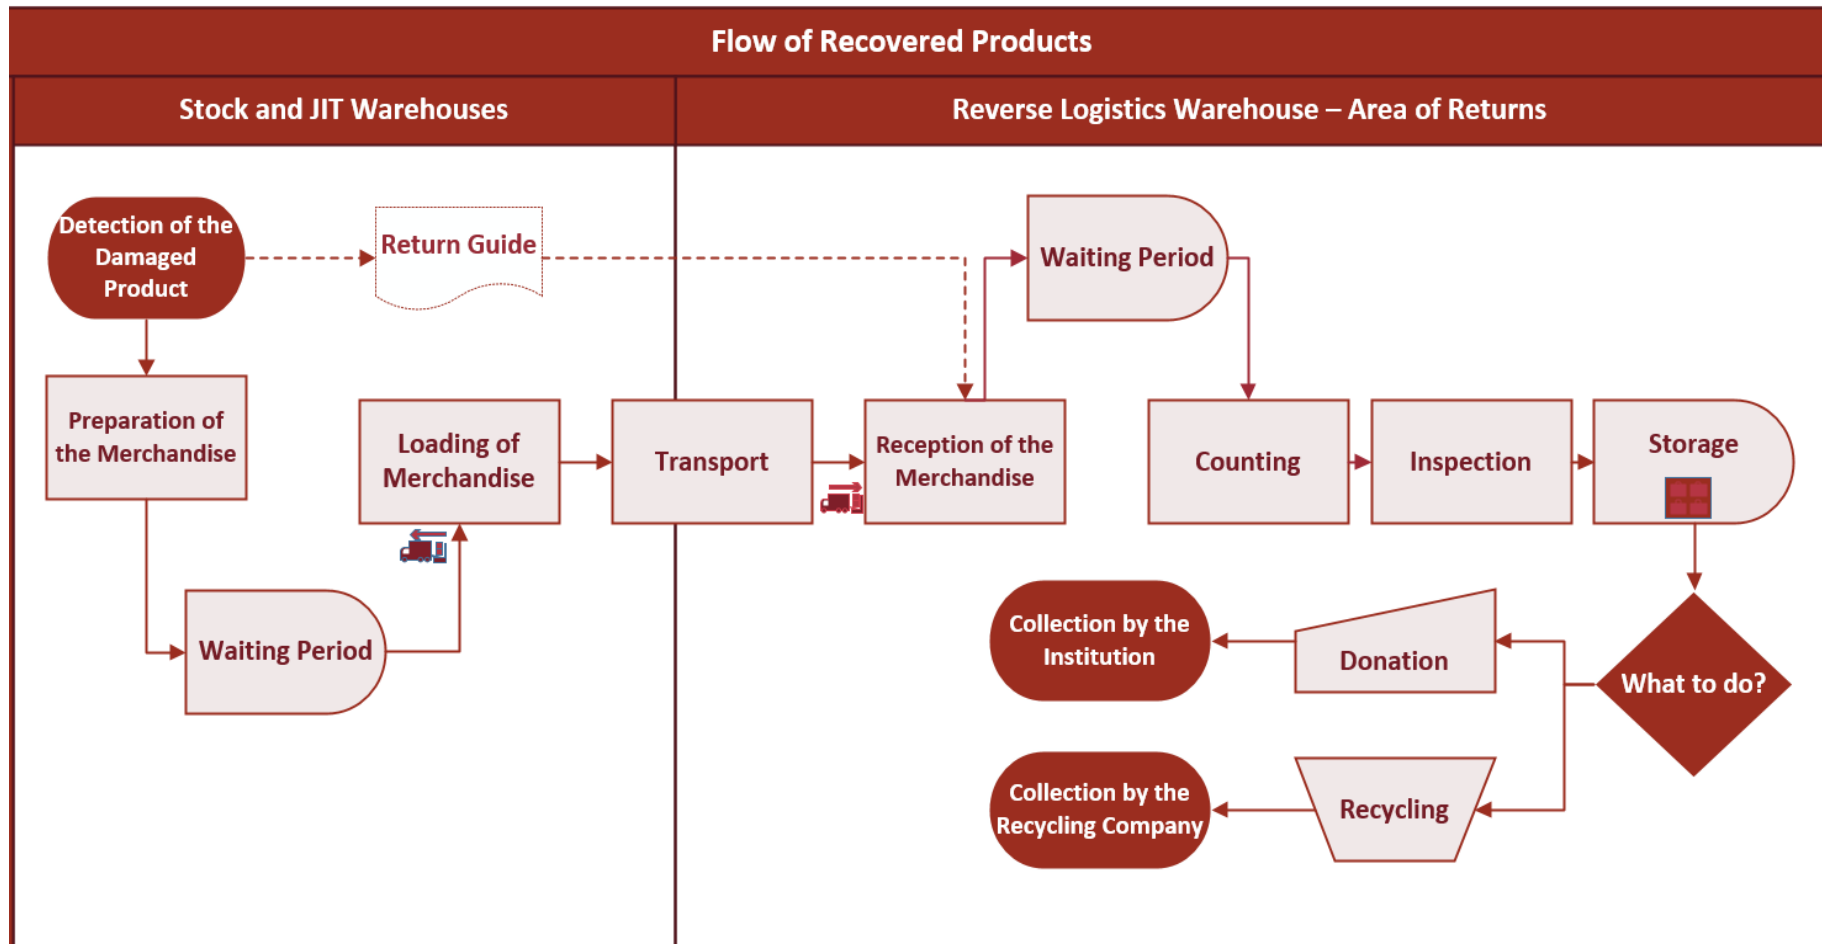 Flow of Recovered Products
Stock and JIT Warehouses
Reverse Logistics Warehouse – Area of Returns
Detection of the
Damaged
Product
Return Guide
Waiting Period
Preparation of
the Merchandise
Loading of
Merchandise
Transport
Reception of the
Merchandise
Counting
Inspection
Storage
Waiting Period
Collection by the
Institution
Donation
What to do?
Collection by the
Recycling Company
Recycling